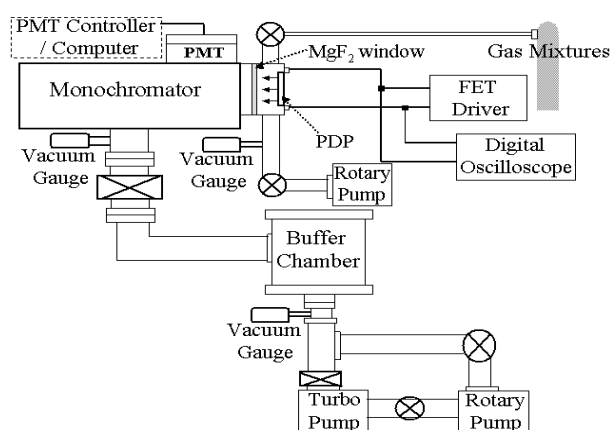 PMT Controller
/ Computer
PMT
MgF2 window
Gas Mixtures
Monochromator
FET
Driver
PDP
Digital
Oscilloscope
Vacuum
Gauge
Vacuum
Gauge
Rotary
Pump
Buffer
Chamber
Vacuum
Gauge
Turbo
Pump
Rotary
Pump